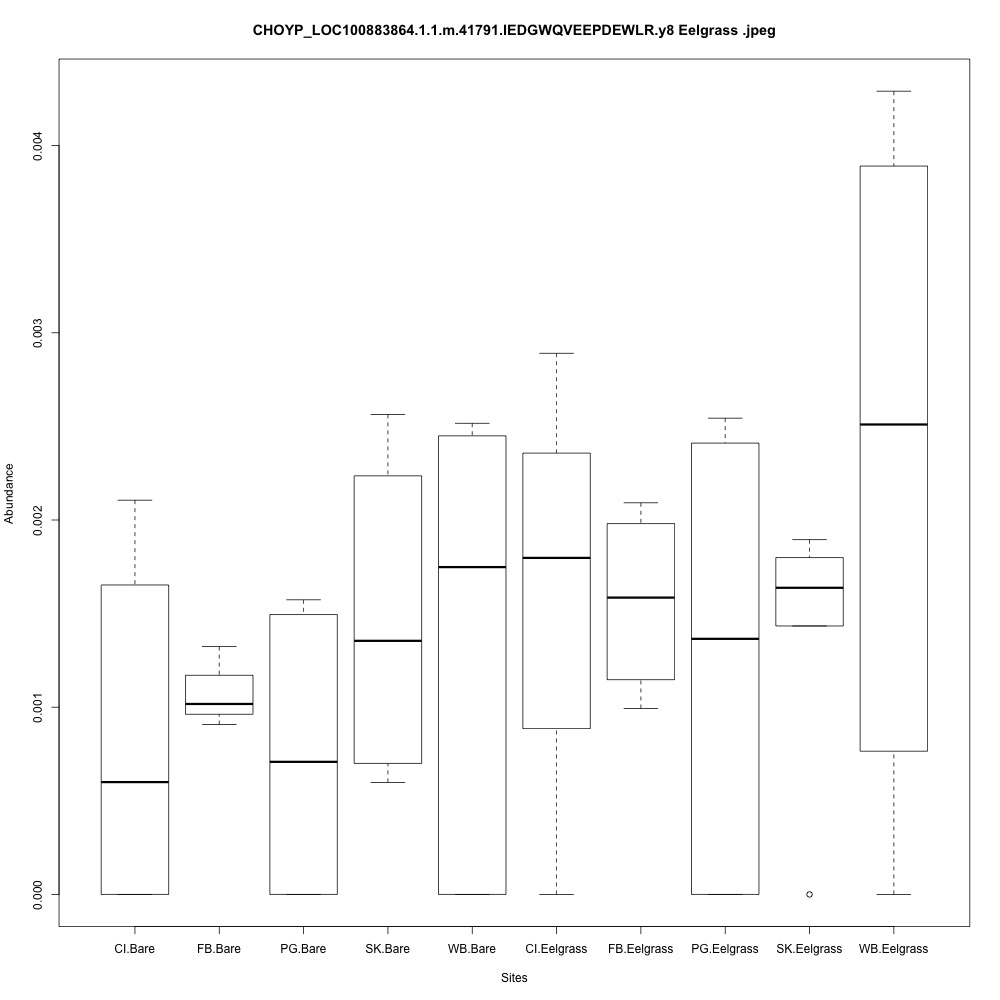 CHOYP_LOC100883864.1.1.m.41791.IEDGWQVEEPDEWLR.y8 Eelgrass .jpeg
Abundance
0.004
0.003
0.002
0.001
0.000
CI.Bare FB.Bare PG.Bare SK.Bare WB.Bare CI.Eelgrass FB.Eelgrass PG.Eelgrass SK.Eelgrass WB.Eelgrass
Sites